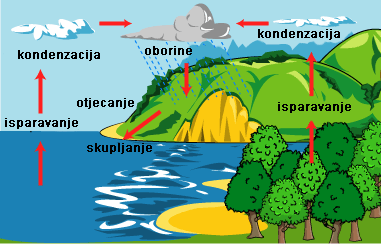 kondenzacija
oborine
kondenzacija
otjecanje
isparavanje
isparavanje
skupljanje